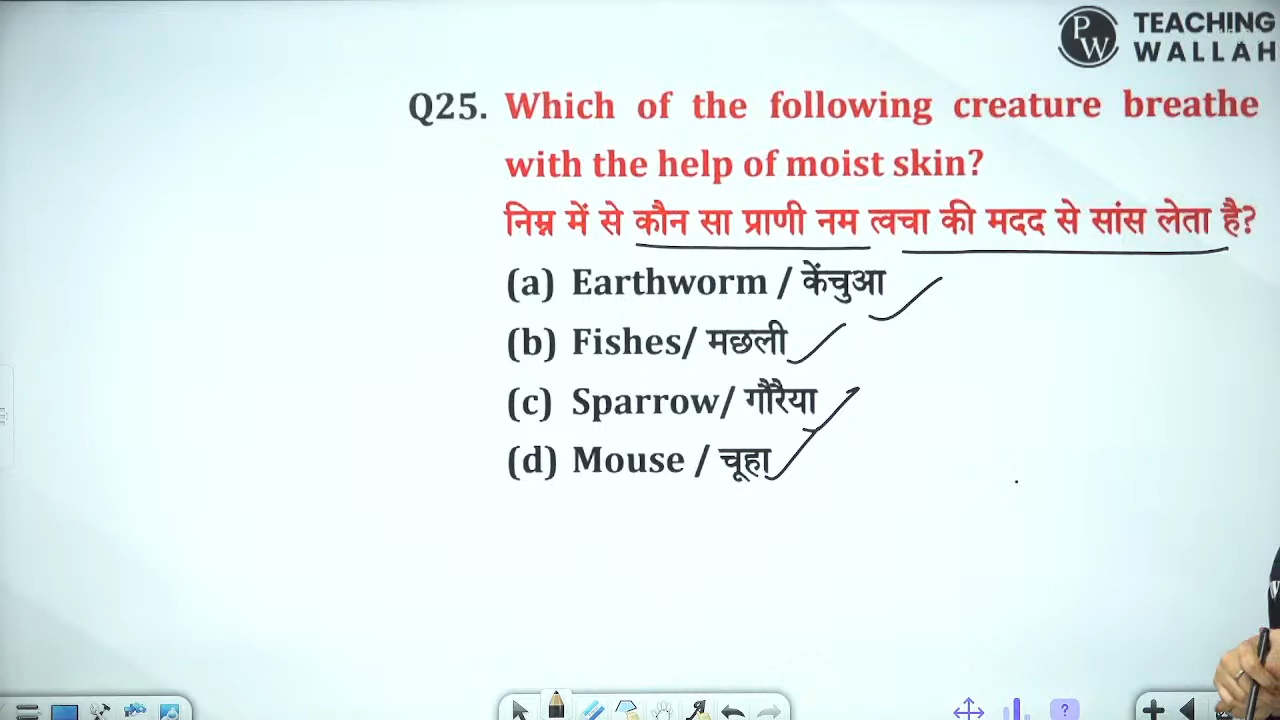 PW TEACHING
WALLAH
Q25. Which of the following creature breathe
with the help of moist skin?
निम्न में से कौन सा प्राणी नम त्वचा की मदद से सांस लेता है?
(a) Earthworm / केंचुआ
(b) Fishes/ मछली
(c) Sparrow/ गौरैया
(d) Mouse / चूहा